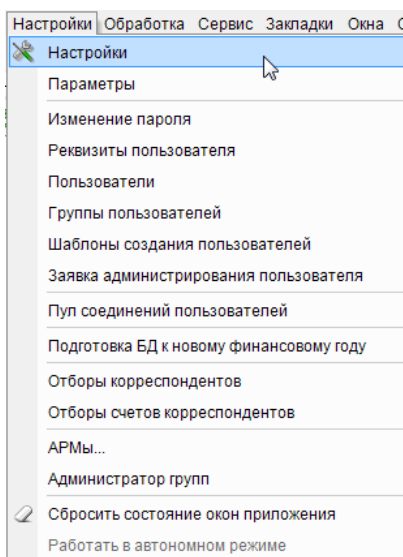 Настройки Обработка Сервис Закладки Окна
Настройки
Параметры
Изменение пароля
Реквизиты пользователя
Пользователи
Группы пользователей
Шаблоны создания пользователей
Заявка администрирования пользователя
Пул соединений пользователей
Подготовка БД к новому финансовому году
Отборы корреспондентов
Отборы счетов корреспондентов
АРМы...
Администратор групп
Сбросить состояние окон приложения
Работать в автономном режиме